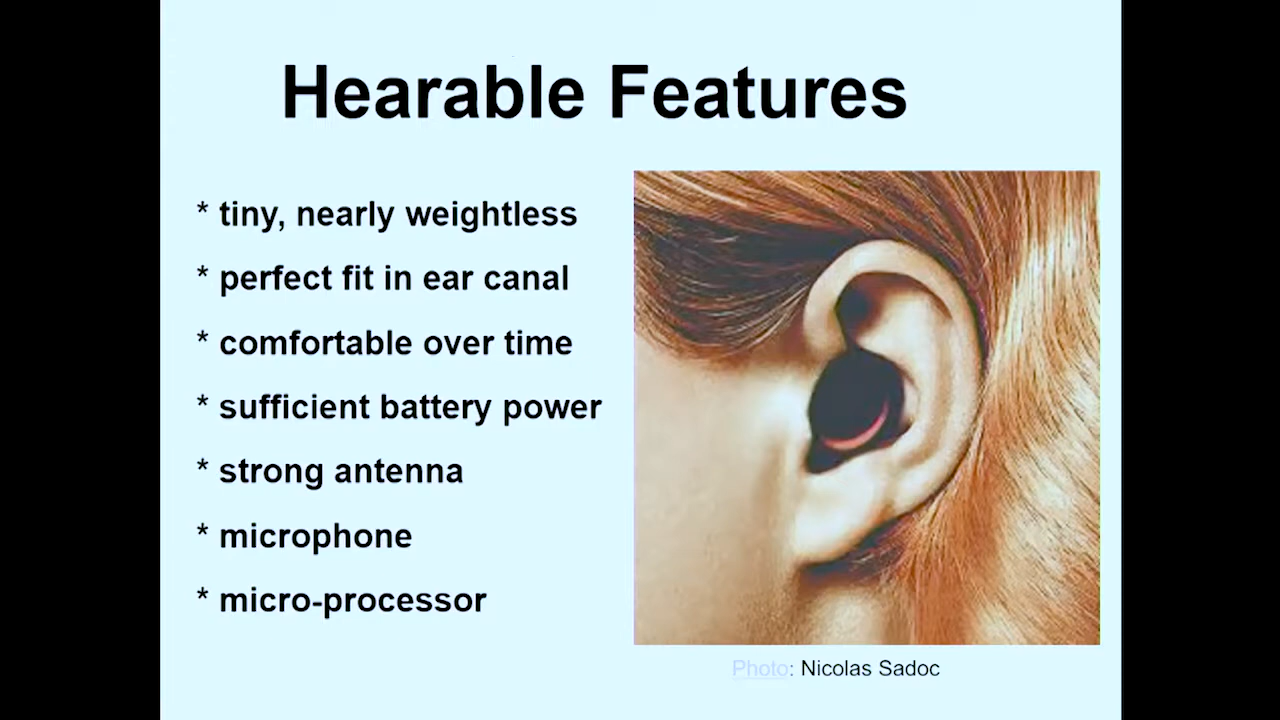 Hearable Features
* tiny, nearly weightless
* perfect fit in ear canal
* comfortable over time
* sufficient battery power
* strong antenna
* microphone
* micro-processor
Photo: Nicolas Sadoc